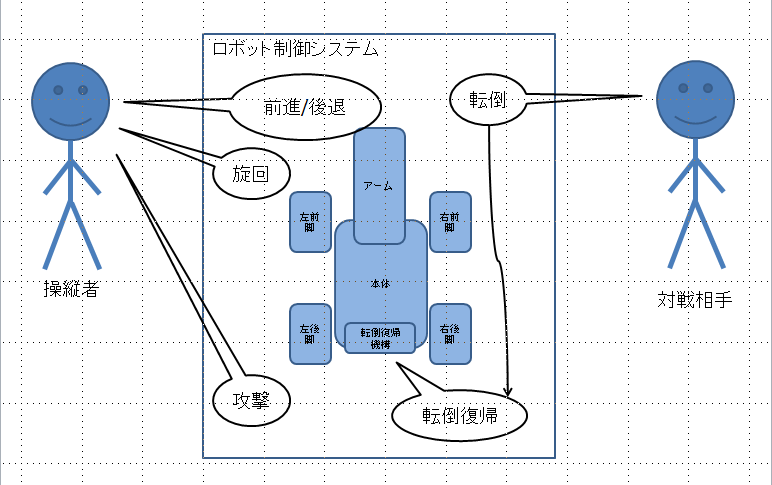 ロボット制御システム
前進/後退
転倒
旋回
アーム
左前
脚
右前
脚
操縦者
対戦相手
本体
左後
脚
転倒復帰
機構
右後
脚
攻撃
転倒復帰